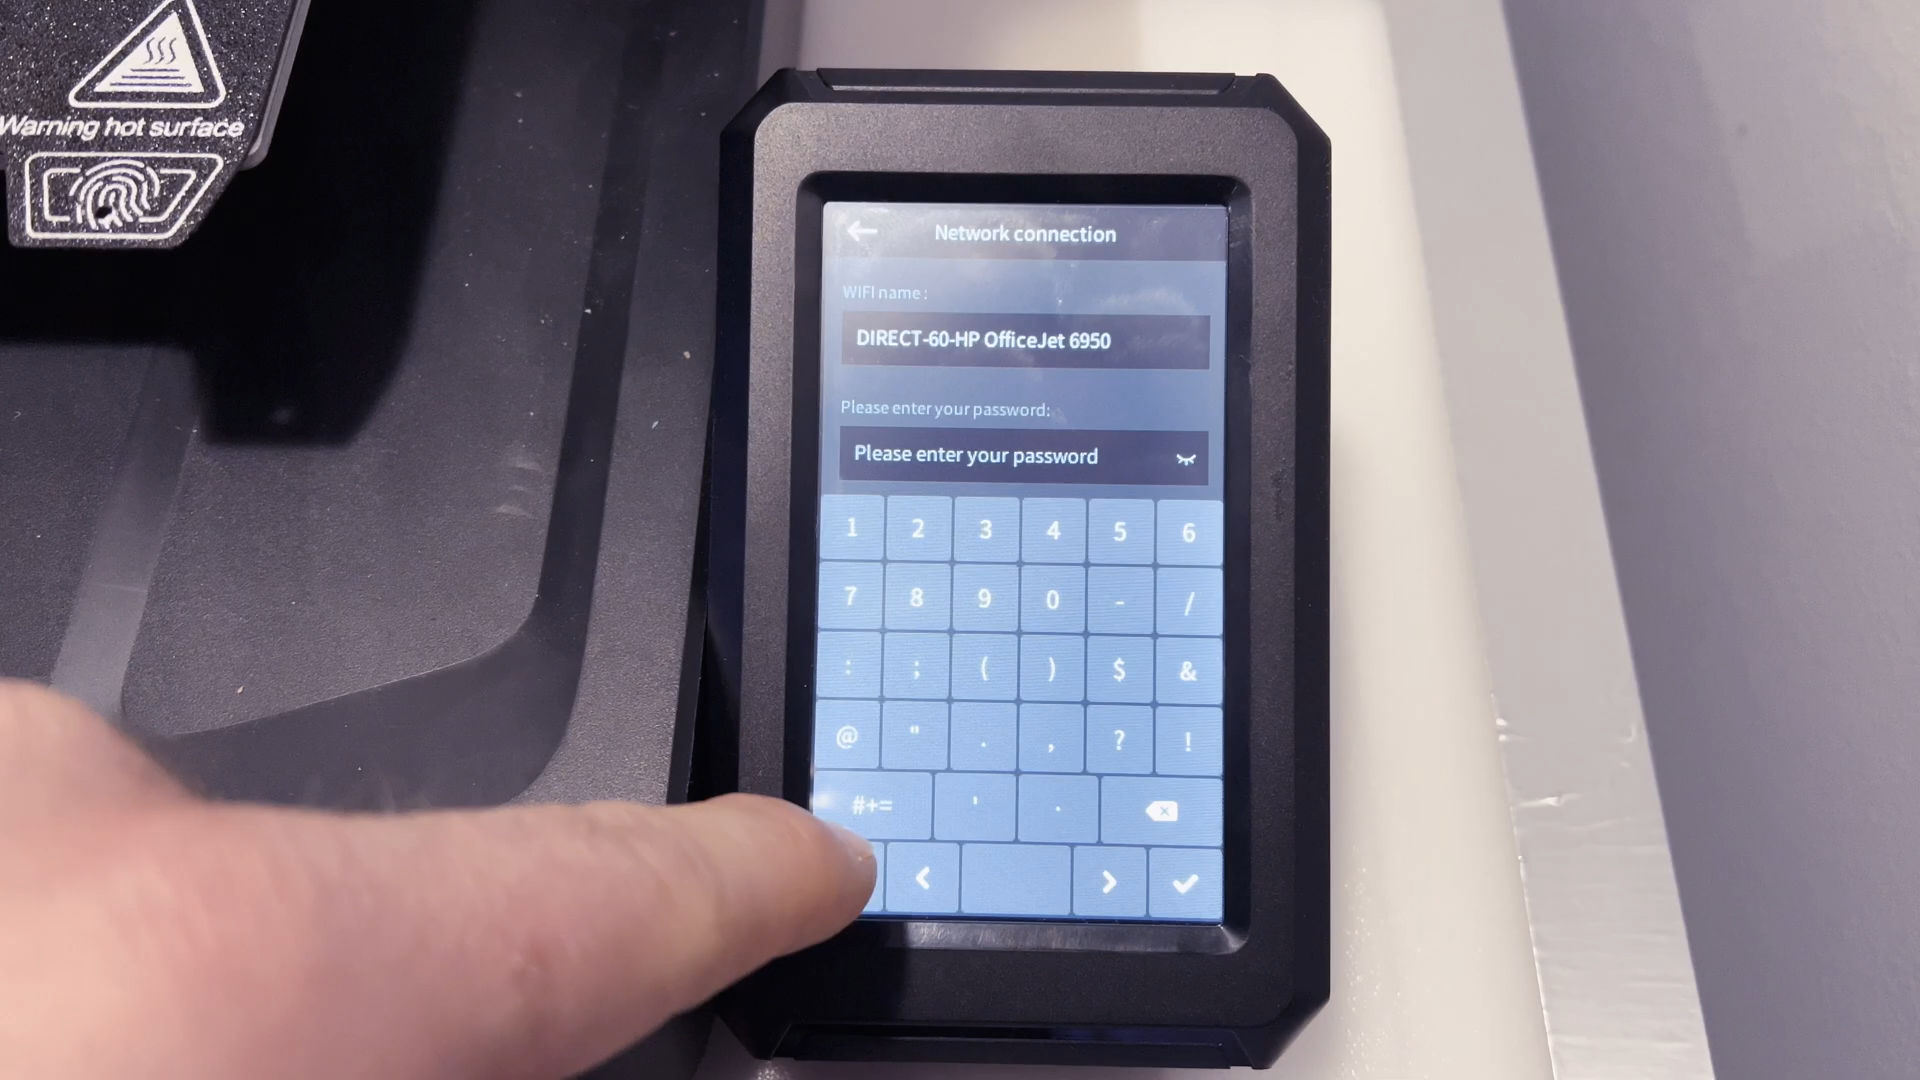 Warning hot surface
Network connection
WIFI name :
DIRECT-60-HP OfficeJet 6950
Please enter your password:
Please enter your password
1 2 3 4 5 6
7 8 9 0 - /
: ; ( ) $ &
@ " . , ? !
#+= ' ·
< >